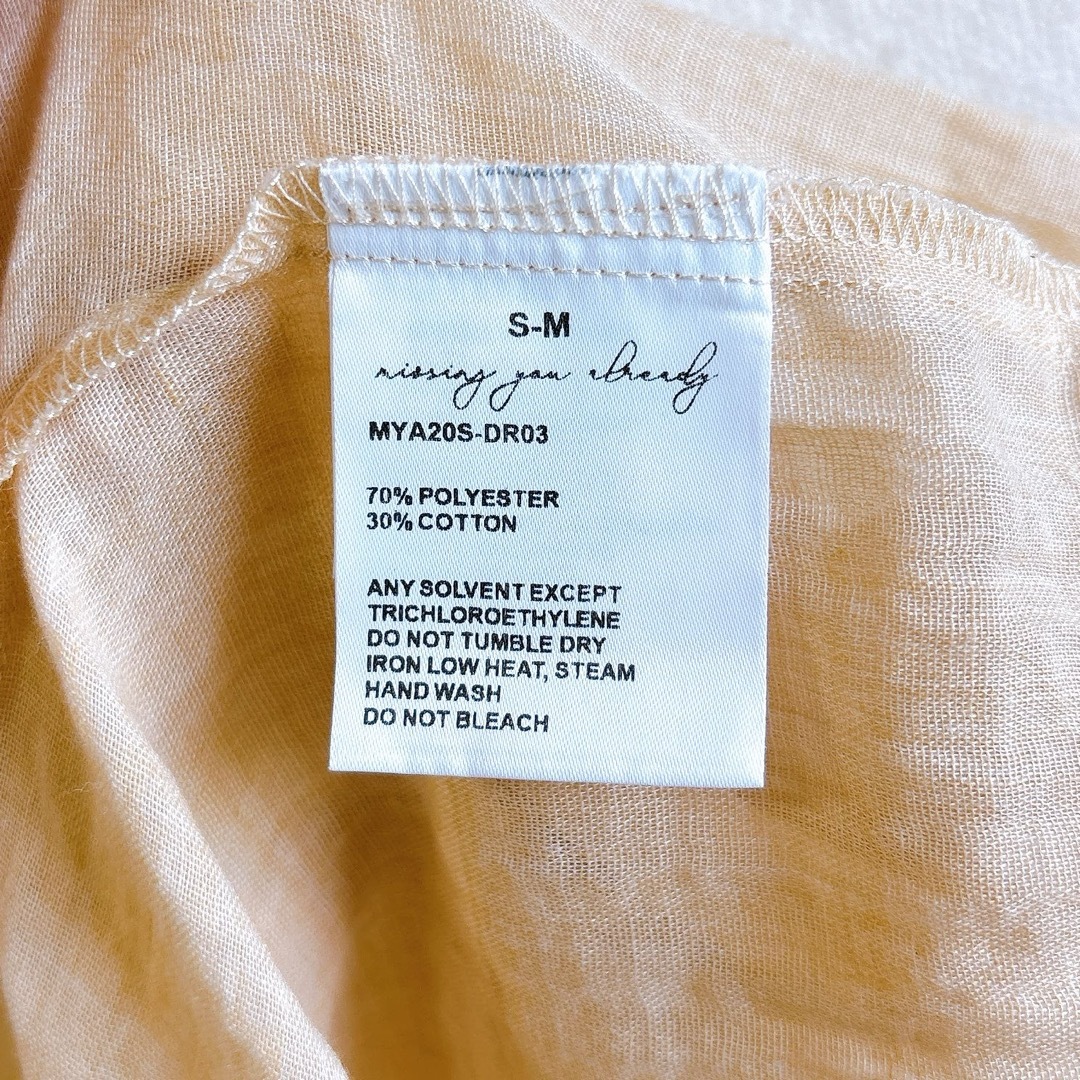 S-M
missing you already
MYA20S-DR03
70% POLYESTER
30% COTTON
ANY SOLVENT EXCEPT
TRICHLOROETHYLENE
DO NOT TUMBLE DRY
IRON LOW HEAT, STEAM
HAND WASH
DO NOT BLEACH